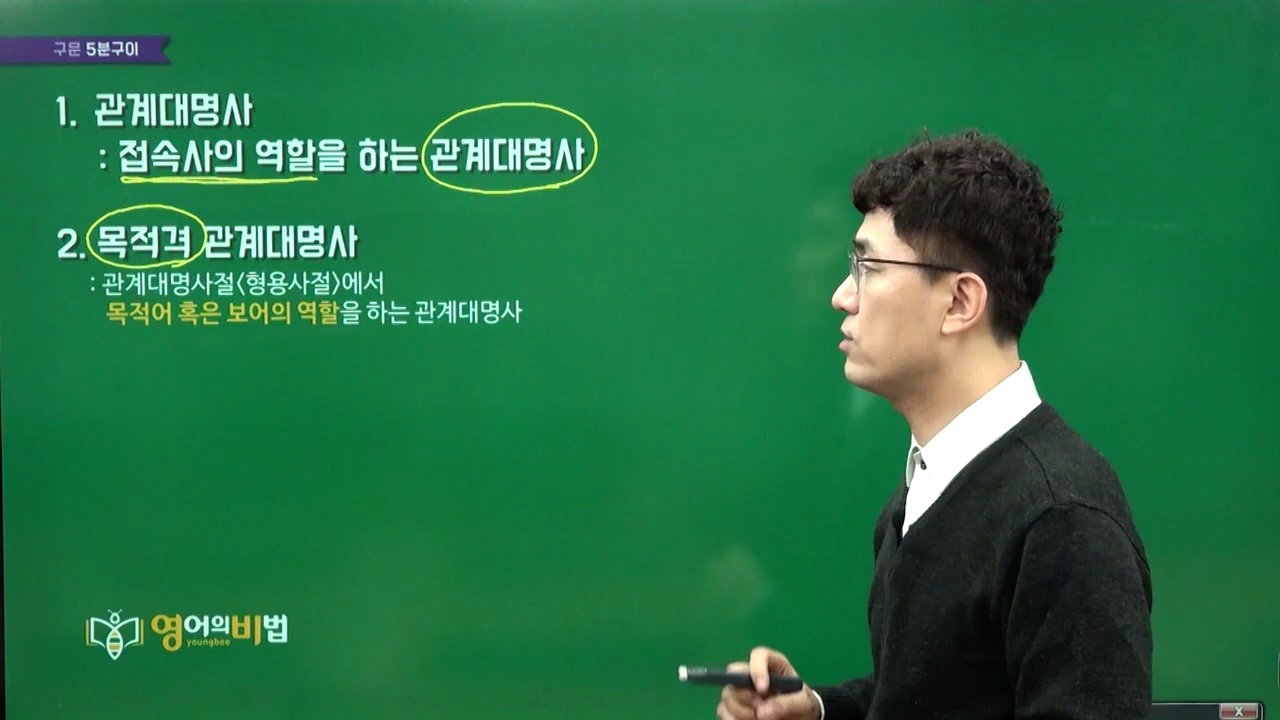 구문 5분구이
1. 관계대명사
: 접속사의 역할을 하는 관계대명사
2. 목적격 관계대명사
: 관계대명사절<형용사절>에서
목적어 혹은 보어의 역할을 하는 관계대명사
영어의비법
youngbee
X